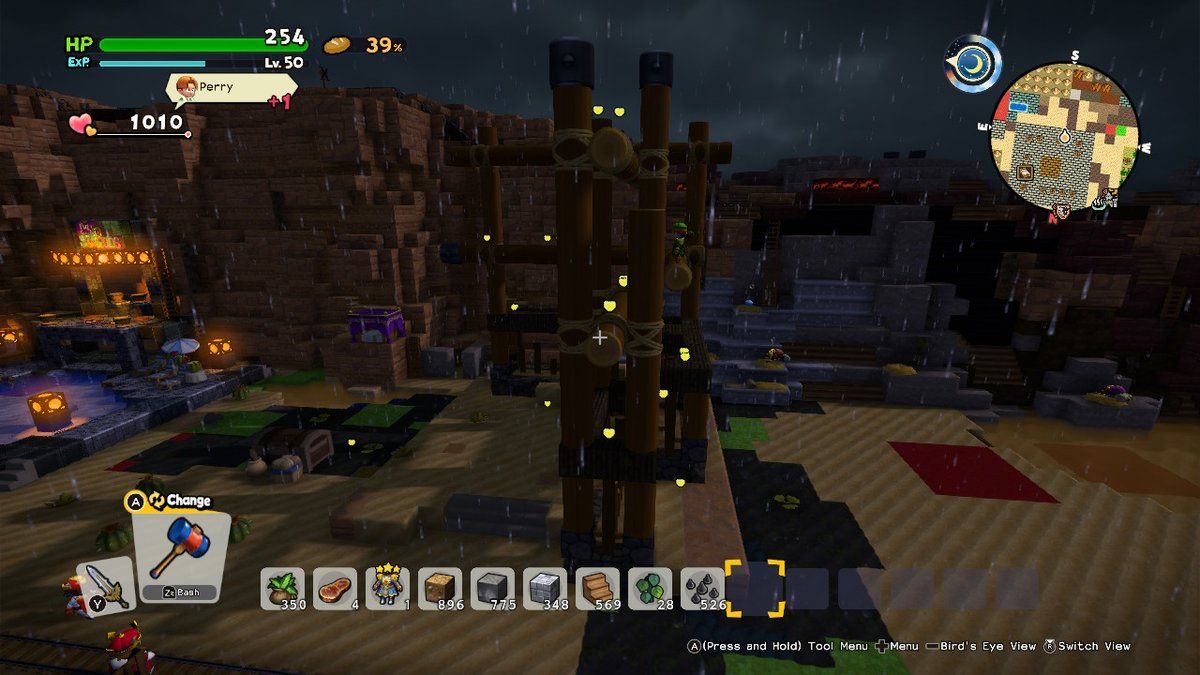 HP 254 39%
EXP. Lv.50
Perry
+1
1010
S
E
W
N
A Change
Y
ZR Bash
350 4 1 896 775 348 569 28 526
A(Press and Hold) Tool Menu Menu Bird's Eye View R Switch View